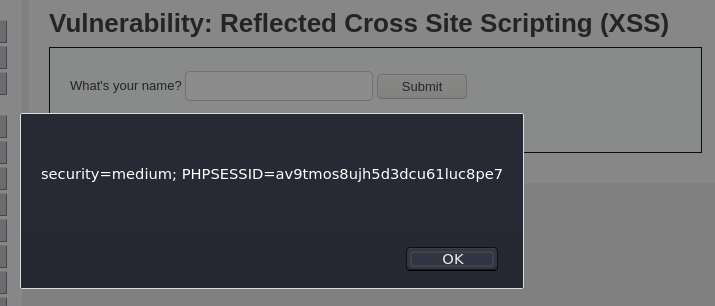 Vulnerability: Reflected Cross Site Scripting (XSS)
What's your name?
Submit
security=medium; PHPSESSID=av9tmos8ujh5d3dcu61luc8pe7
OK